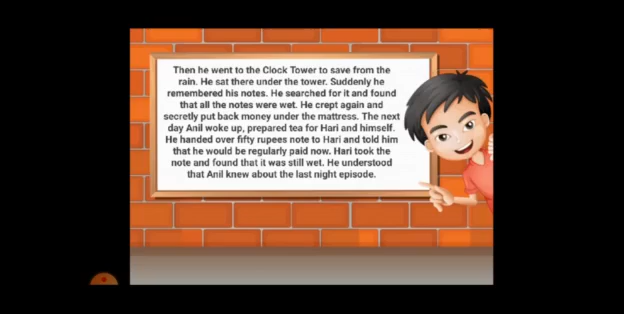 Then he went to the Clock Tower to save from the
rain. He sat there under the tower. Suddenly he
remembered his notes. He searched for it and found
that all the notes were wet. He crept again and
secretly put back money under the mattress. The next
day Anil woke up, prepared tea for Hari and himself.
He handed over fifty rupees note to Hari and told him
that he would be regularly paid now. Hari took the
note and found that it was still wet. He understood
that Anil knew about the last night episode.